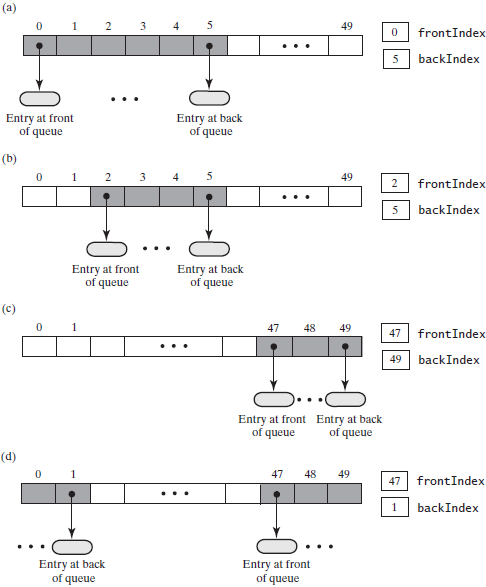 (a)
0 1 2 3 4 5 49
0 frontIndex
5 backIndex
Entry at front
of queue
Entry at back
of queue
(b)
0 1 2 3 4 5 49
2 frontIndex
5 backIndex
Entry at front
of queue
Entry at back
of queue
(c)
0 1 47 48 49
47 frontIndex
49 backIndex
Entry at front
of queue
Entry at back
of queue
(d)
0 1 47 48 49
47 frontIndex
1 backIndex
Entry at back
of queue
Entry at front
of queue